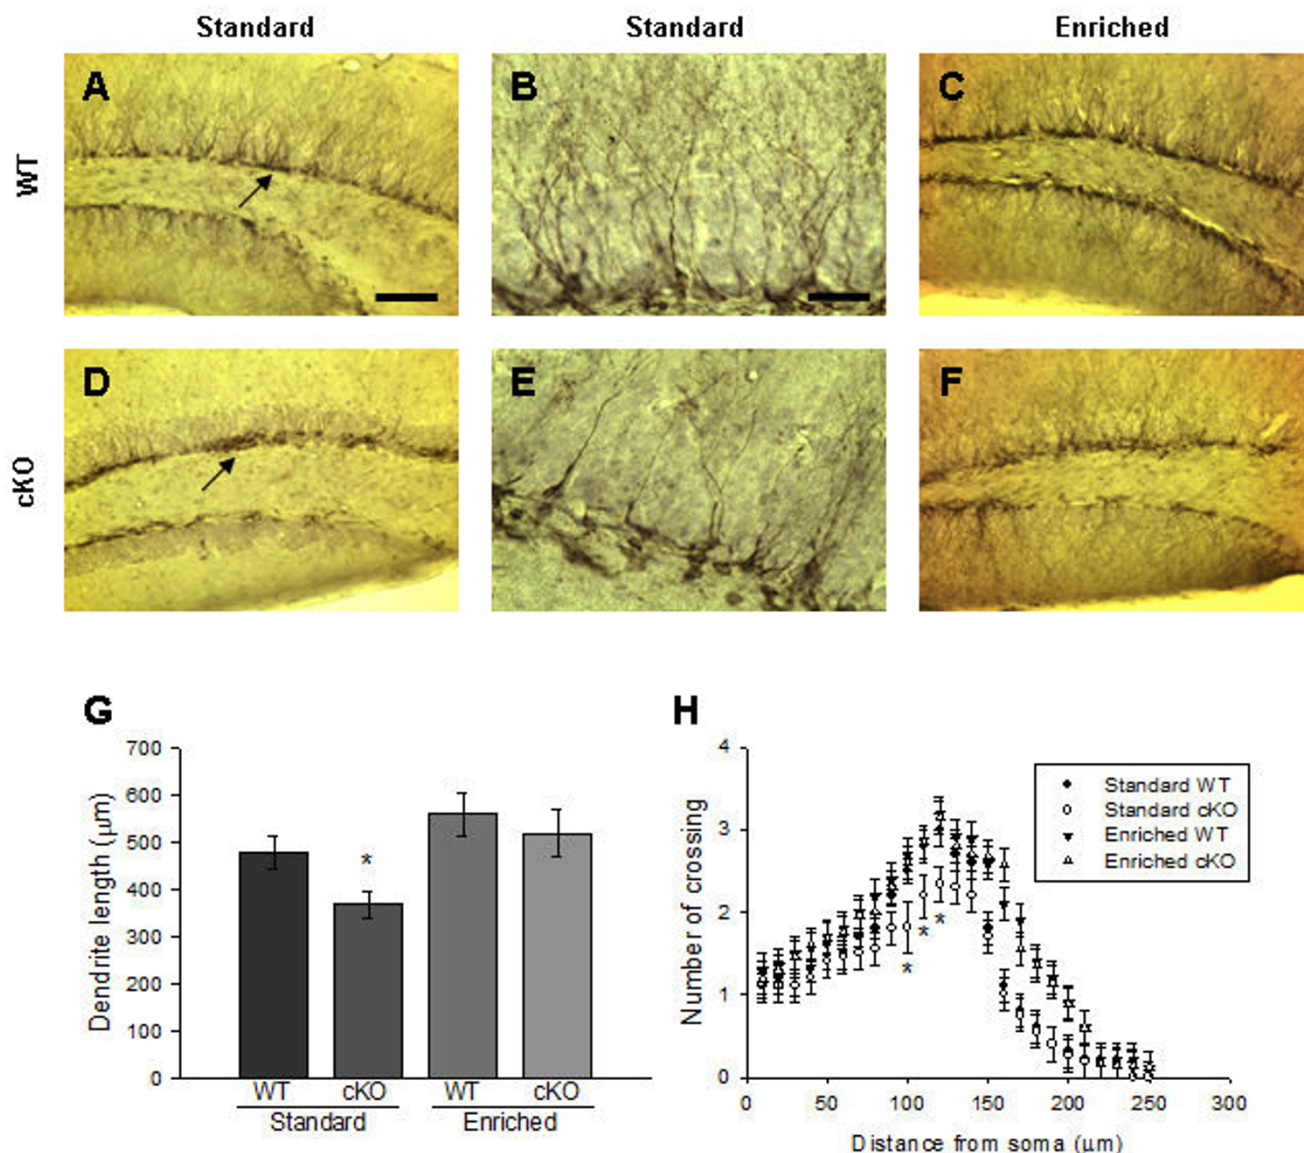 Standard Standard Enriched
WT
A
B
C
cKO
D
E
F
G
Dendrite length (μm)
700
600
500
400
300
200
100
0
*
WT cKO WT cKO
Standard Enriched
H
Number of crossing
4
3
2
1
0
Standard WT
Standard cKO
Enriched WT
Enriched cKO
* * *
0 50 100 150 200 250 300
Distance from soma (μm)